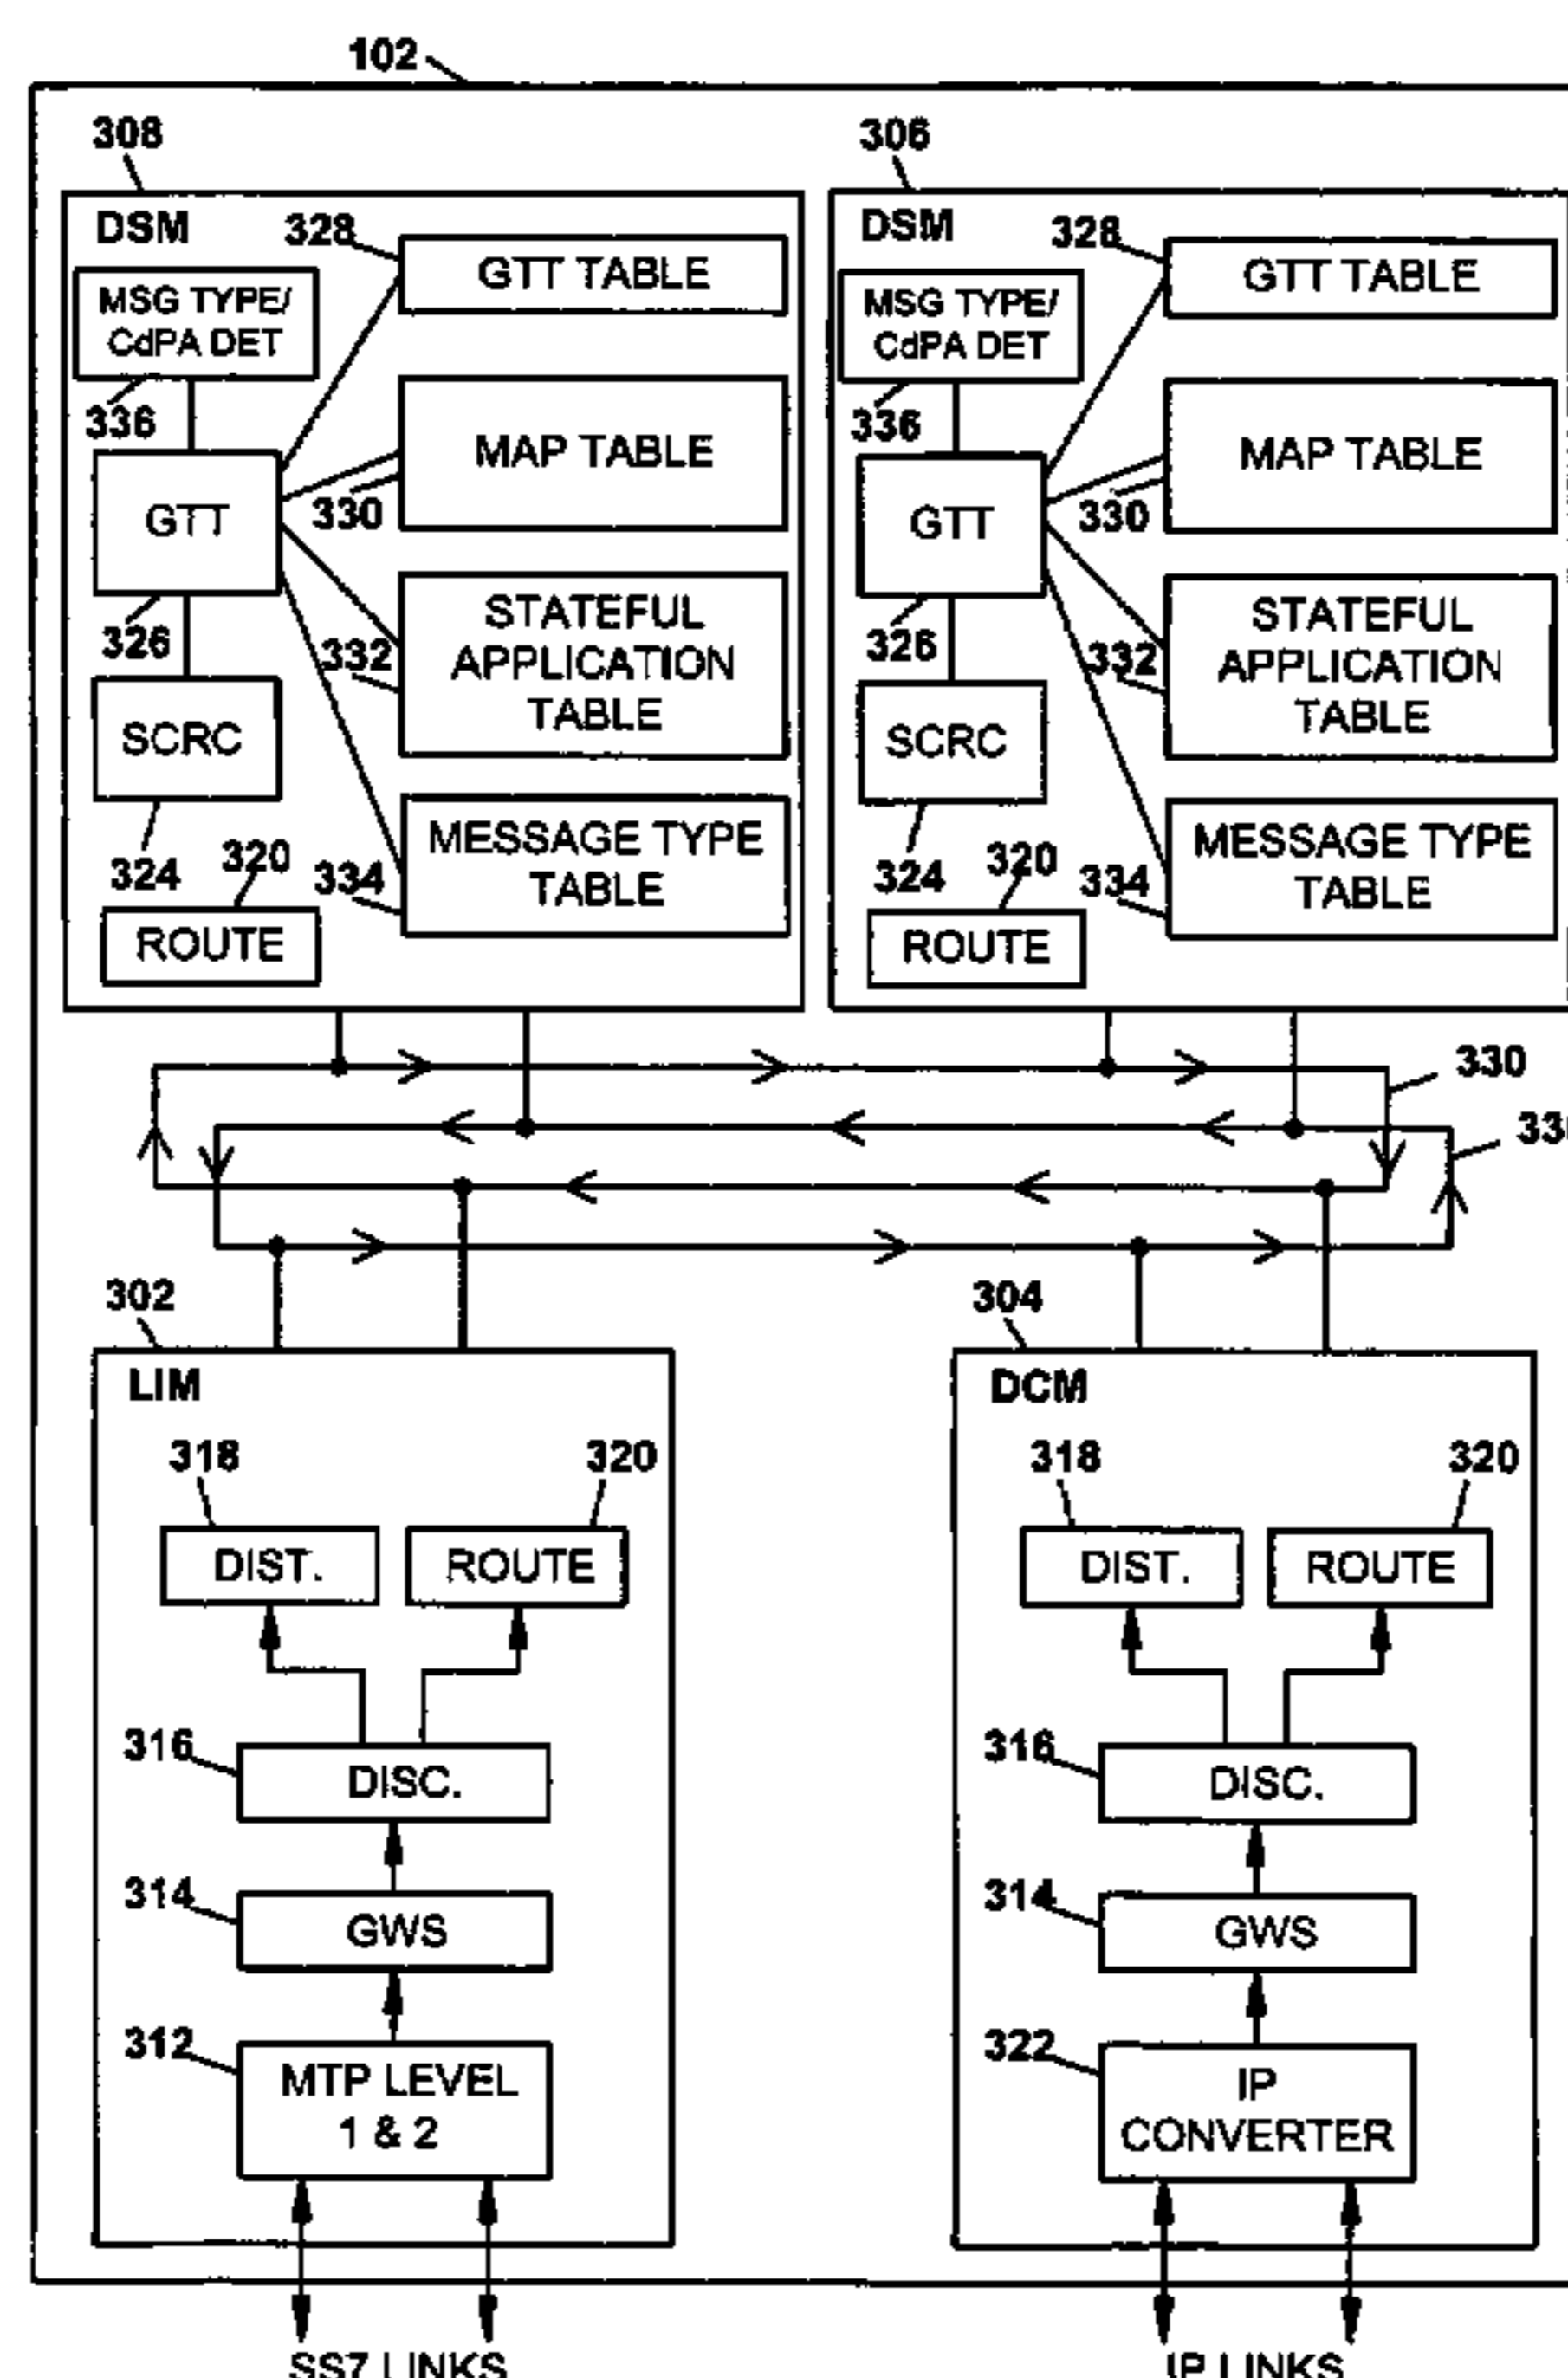 102
308
306
DSM
328
GTT TABLE
MSG TYPE/
CdPA DET
336
MAP TABLE
330
GTT
326
STATEFUL
APPLICATION
TABLE
332
SCRC
324
MESSAGE TYPE
TABLE
334
320
ROUTE
DSM
328
GTT TABLE
MSG TYPE/
CdPA DET
336
MAP TABLE
330
GTT
326
STATEFUL
APPLICATION
TABLE
332
SCRC
324
MESSAGE TYPE
TABLE
334
320
ROUTE
330
302
LIM
318
320
DIST.
ROUTE
316
DISC.
314
GWS
312
MTP LEVEL
1 & 2
SS7 LINKS
304
DCM
318
320
DIST.
ROUTE
316
DISC.
314
GWS
322
IP
CONVERTER
IP LINKS